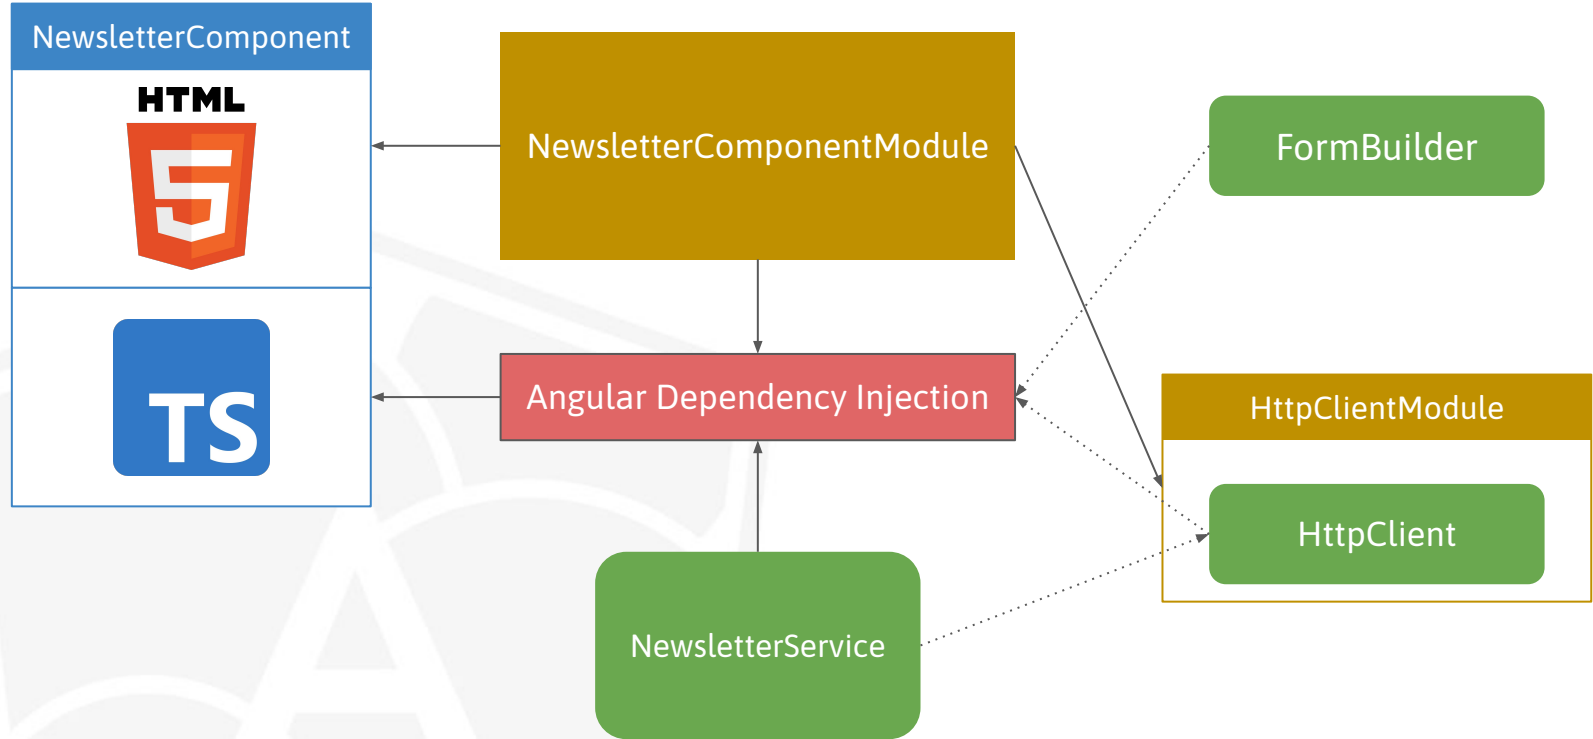 NewsletterComponent
HTML
5
TS
NewsletterComponentModule
Angular Dependency Injection
NewsletterService
FormBuilder
HttpClientModule
HttpClient